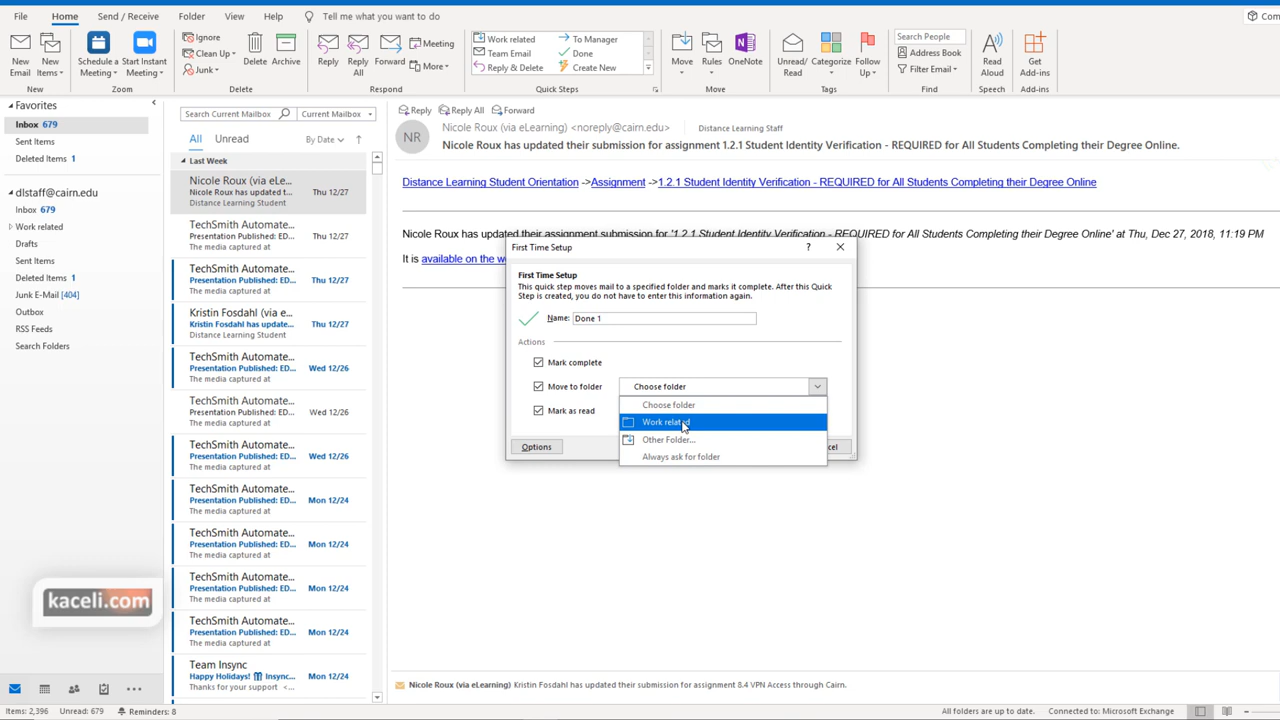 File Home Send / Receive Folder View Help Tell me what you want to do Com
New Email New Items Schedule a Meeting Start Instant Meeting Ignore Clean Up Junk Delete Archive Reply Reply All Forward Meeting More Work related Team Email Reply & Delete To Manager Done Create New Move Rules OneNote Unread/ Read Categorize Follow Up Search People Address Book Filter Email Read Aloud Get Add-ins
New Zoom Delete Respond Quick Steps Move Tags Find Speech Add-ins
Favorites
Inbox 679
Sent Items
Deleted Items 1
dlstaff@cairn.edu
Inbox 679
Work related
Drafts
Sent Items
Deleted Items 1
Junk E-Mail [404]
Outbox
RSS Feeds
Search Folders
kaceli.com
Search Current Mailbox Current Mailbox
All Unread By Date
Last Week
Nicole Roux (via eLe...
Nicole Roux has updated t... Thu 12/27
Distance Learning Student
TechSmith Automate...
Presentation Published: ED... Thu 12/27
The media captured at
TechSmith Automate...
Presentation Published: ED... Thu 12/27
The media captured at
Kristin Fosdahl (via e...
Kristin Fosdahl has update... Thu 12/27
Distance Learning Student
TechSmith Automate...
Presentation Published: ED... Wed 12/26
The media captured at
TechSmith Automate...
Presentation Published: ED... Wed 12/26
The media captured at
TechSmith Automate...
Presentation Published: ED... Wed 12/26
The media captured at
TechSmith Automate...
Presentation Published: ED... Mon 12/24
The media captured at
TechSmith Automate...
Presentation Published: ED... Mon 12/24
The media captured at
TechSmith Automate...
Presentation Published: ED... Mon 12/24
The media captured at
TechSmith Automate...
Presentation Published: ED... Mon 12/24
The media captured at
Team Insync
Happy Holidays! Insync... Mon 12/24
Thanks for your support <...
Reply Reply All Forward
NR
Nicole Roux (via eLearning) <noreply@cairn.edu> Distance Learning Staff
Nicole Roux has updated their submission for assignment 1.2.1 Student Identity Verification - REQUIRED for All Students Completing their Degree Online.
Distance Learning Student Orientation ->Assignment ->1.2.1 Student Identity Verification - REQUIRED for All Students Completing their Degree Online
Nicole Roux has updated their assignment submission for '1.2.1 Student Identity Verification - REQUIRED for All Students Completing their Degree Online' at Thu, Dec 27, 2018, 11:19 PM
It is available on the w
First Time Setup ?
First Time Setup
This quick step moves mail to a specified folder and marks it complete. After this Quick
Step is created, you do not have to enter this information again.
Name: Done 1
Actions
Mark complete
Move to folder Choose folder
Choose folder
Mark as read
Work related
Other Folder...
Options
Always ask for folder
Nicole Roux (via eLearning) Kristin Fosdahl has updated their submission for assignment 8.4 VPN Access through Cairn.
Items: 2,396 Unread: 679 Reminders: 8 All folders are up to date. Connected to: Microsoft Exchange